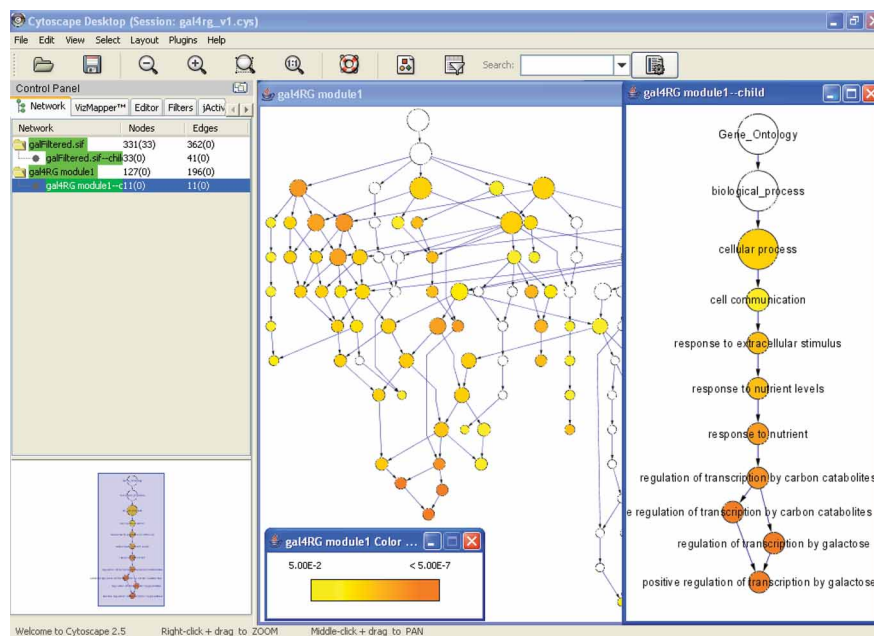 Cytoscape Desktop (Session: gal4rg_v1.cys)
File Edit View Select Layout Plugins Help
Search:
Control Panel
Network VizMapper™ Editor Filters jActiv
Network Nodes Edges
galFiltered.sif 331(33) 362(0)
galFiltered.sif--chil 33(0) 41(0)
gal4RG module1 127(0) 196(0)
gal4RG module1--c 11(0) 11(0)
gal4RG module1
gal4RG module1 Color ...
5.00E-2 < 5.00E-7
gal4RG module1--child
Gene_Ontology
biological_process
cellular process
cell communication
response to extracellular stimulus
response to nutrient levels
response to nutrient
regulation of transcription by carbon catabolites
e regulation of transcription by carbon catabolites
regulation of transcription by galactose
positive regulation of transcription by galactose
Welcome to Cytoscape 2.5 Right-click + drag to ZOOM Middle-click + drag to PAN